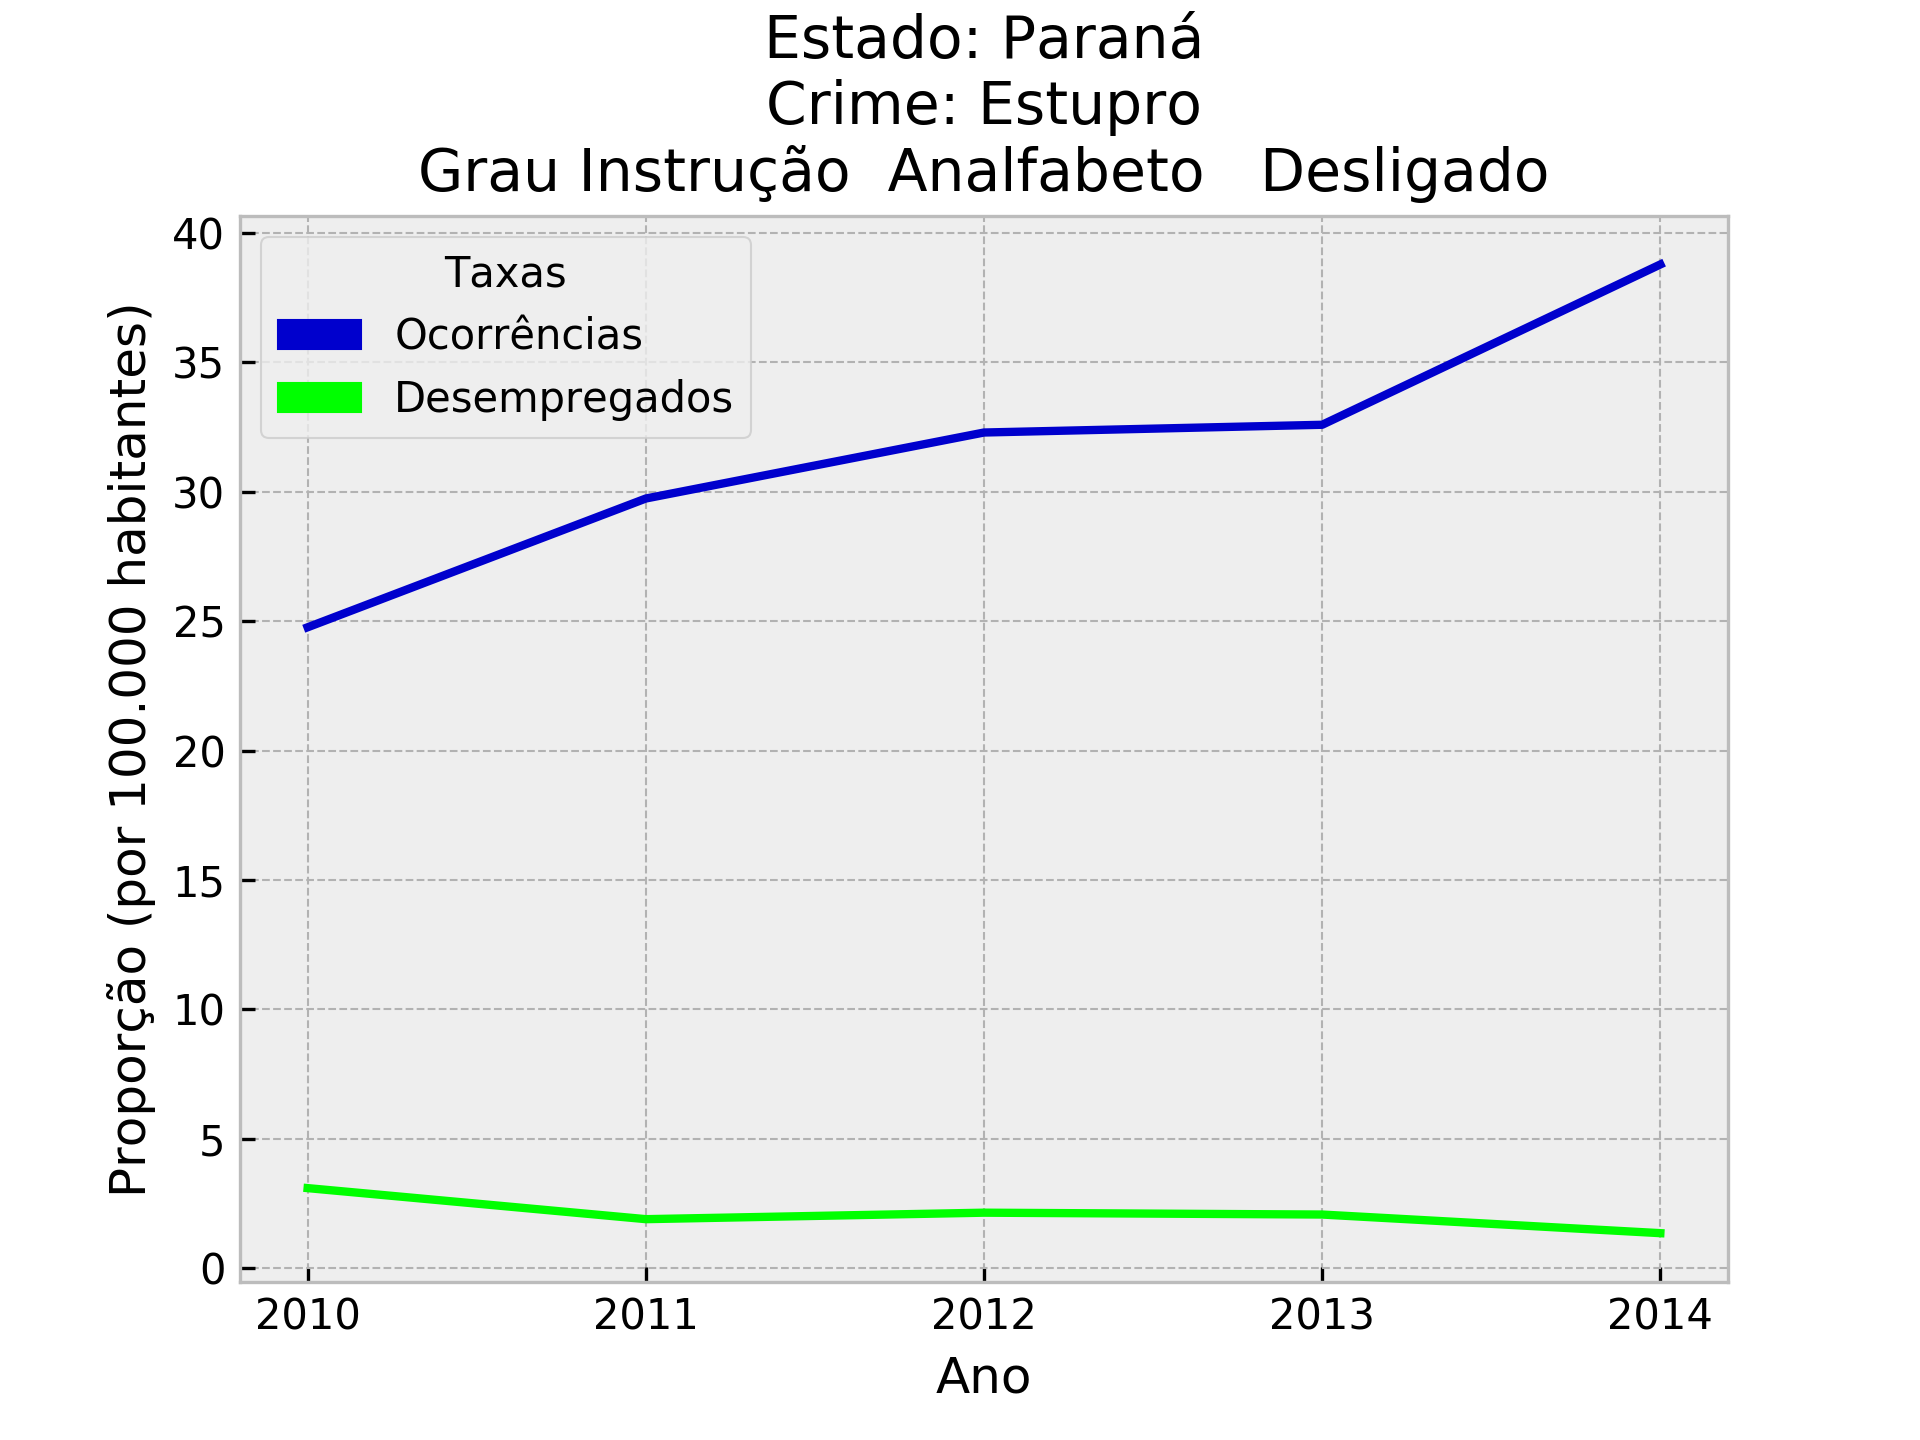 Estado: Paraná
Crime: Estupro
Grau Instrução  Analfabeto   Desligado
Taxas
Ocorrências
Desempregados
Proporção (por 100.000 habitantes)
40
35
30
25
20
15
10
5
0
2010 2011 2012 2013 2014
Ano